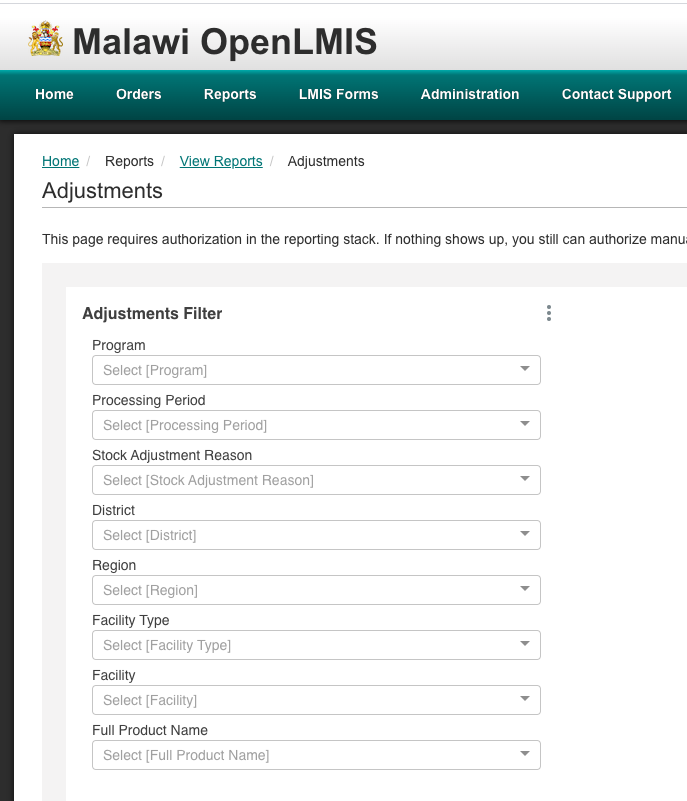 Malawi OpenLMIS
Home Orders Reports LMIS Forms Administration Contact Support
Home / Reports / View Reports / Adjustments
Adjustments
This page requires authorization in the reporting stack. If nothing shows up, you still can authorize manu
Adjustments Filter
Program
Select [Program]
Processing Period
Select [Processing Period]
Stock Adjustment Reason
Select [Stock Adjustment Reason]
District
Select [District]
Region
Select [Region]
Facility Type
Select [Facility Type]
Facility
Select [Facility]
Full Product Name
Select [Full Product Name]